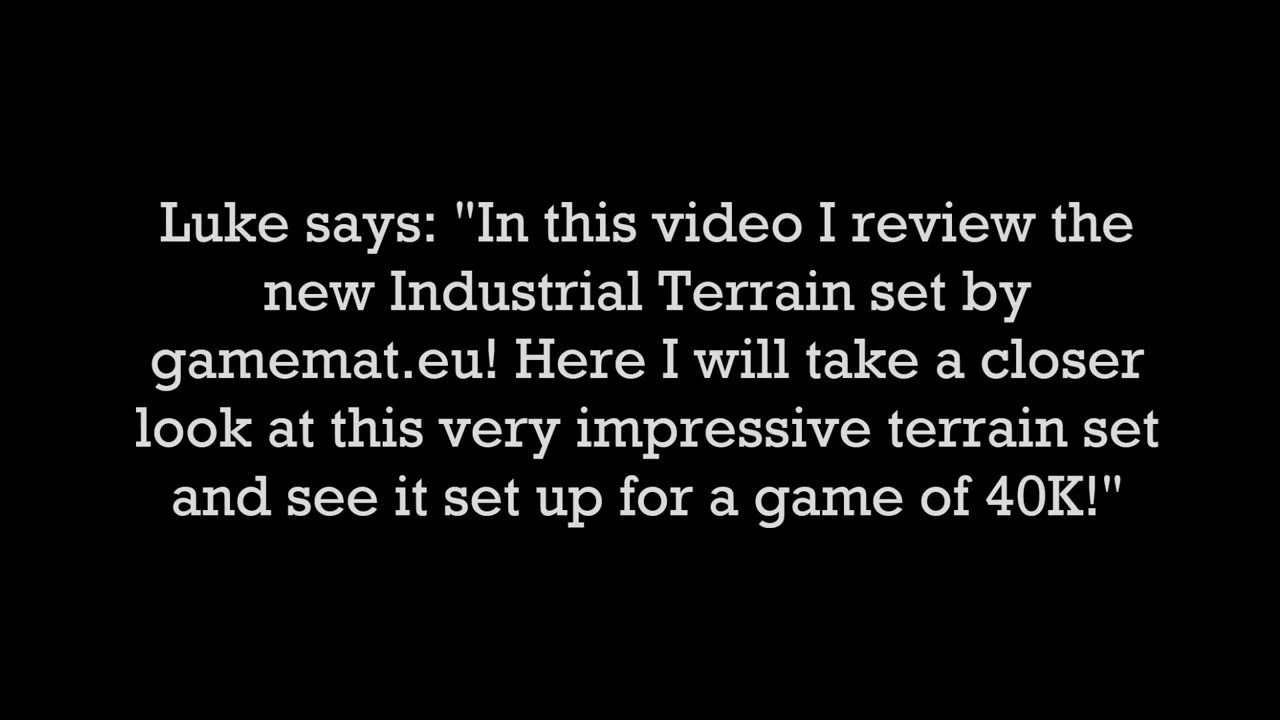 Luke says: "In this video I review the
new Industrial Terrain set by
gamemat.eu! Here I will take a closer
look at this very impressive terrain set
and see it set up for a game of 40K!"